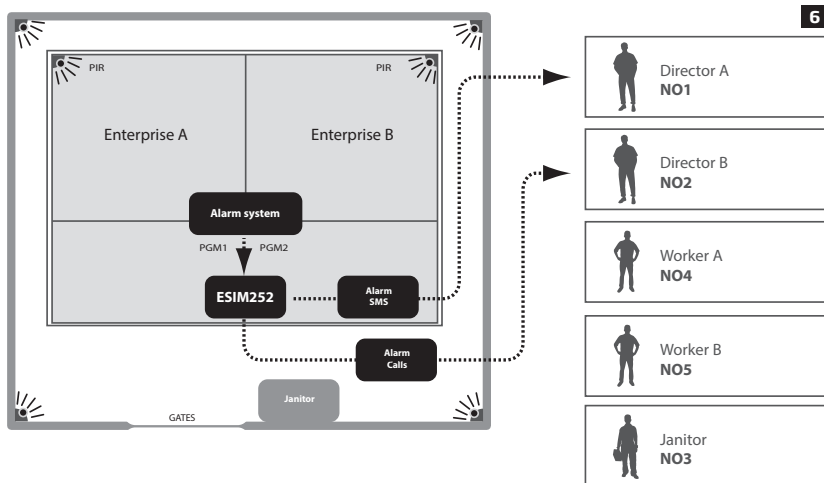 6
PIR
PIR
Enterprise A
Enterprise B
Alarm system
PGM1
PGM2
ESIM252
Alarm
SMS
Alarm
Calls
Janitor
GATES
Director A
NO1
Director B
NO2
Worker A
NO4
Worker B
NO5
Janitor
NO3